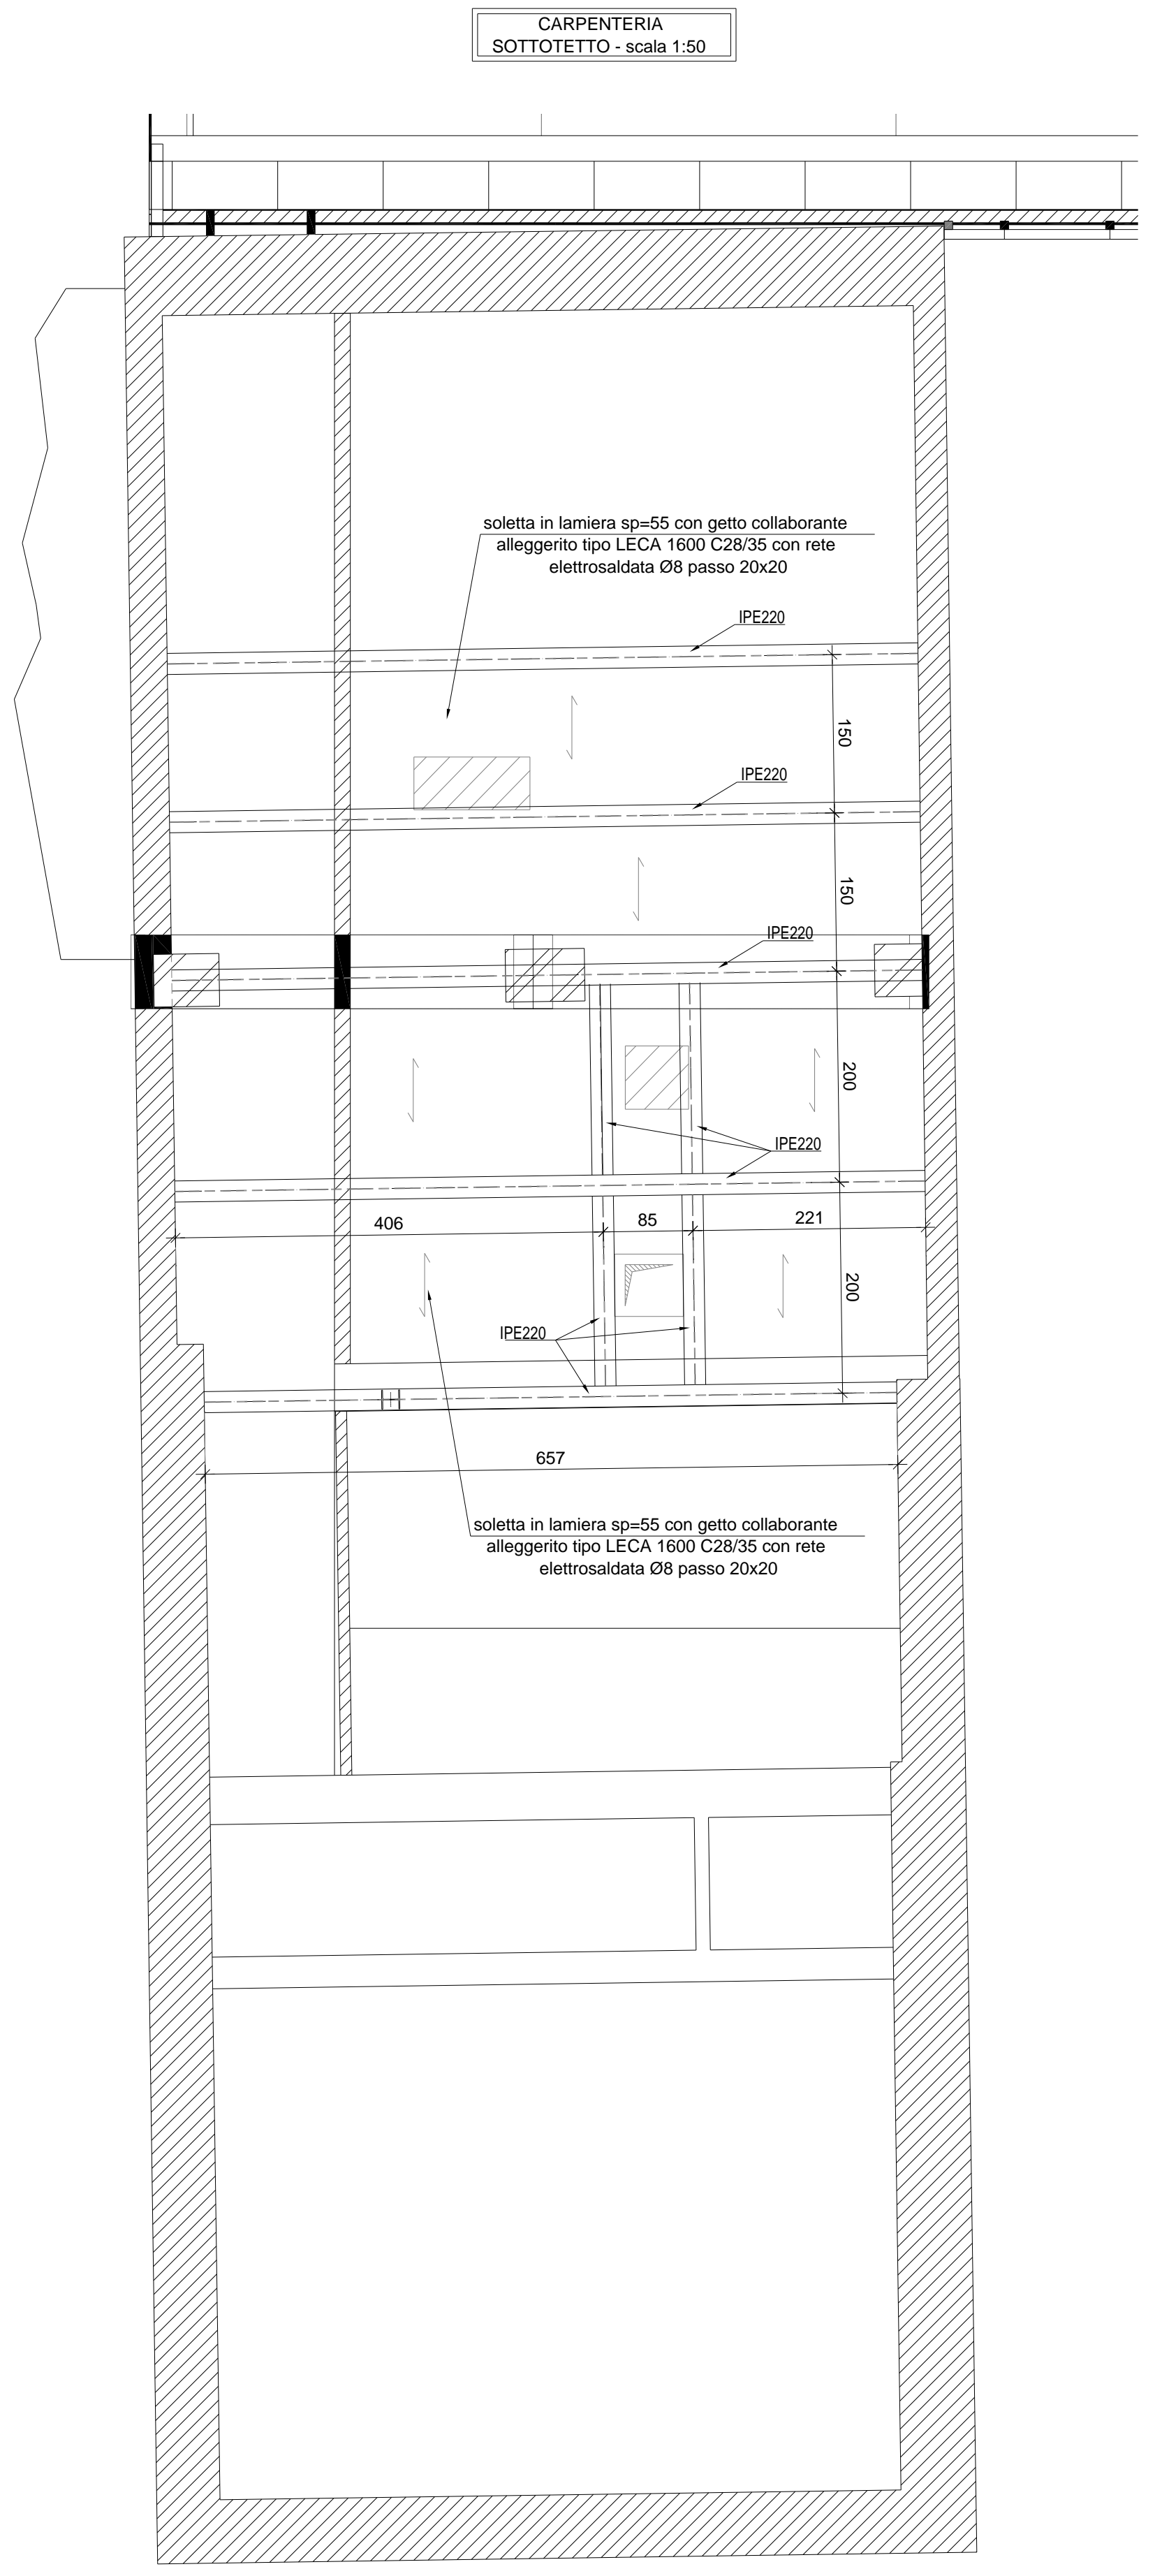 CARPENTERIA
SOTTOTETTO - scala 1:50
soletta in lamiera sp=55 con getto collaborante
alleggerito tipo LECA 1600 C28/35 con rete
elettrosaldata Ø8 passo 20x20
IPE220
150
IPE220
150
IPE220
200
IPE220
406
85
221
200
IPE220
657
soletta in lamiera sp=55 con getto collaborante
alleggerito tipo LECA 1600 C28/35 con rete
elettrosaldata Ø8 passo 20x20